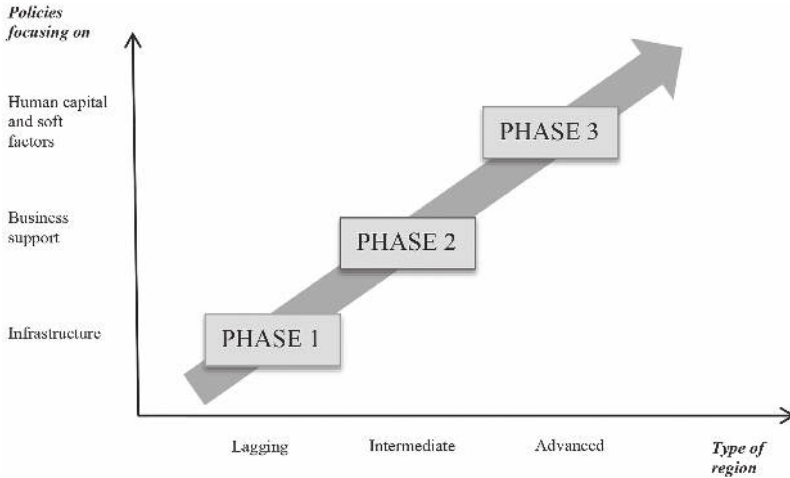 Policies
focusing on
Human capital
and soft
factors
PHASE 3
Business
support
PHASE 2
Infrastructure
PHASE 1
Lagging
Intermediate
Advanced
Type of
region